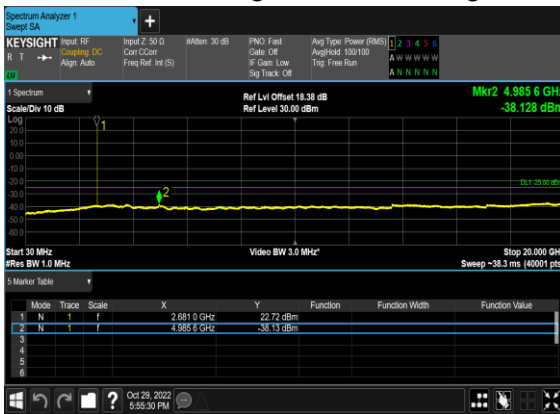 Spectrum Analyzer 1
Swept SA
KEYSIGHT
R T
LV
Input: RF
Coupling: DC
Align: Auto
Input Z: 50 Ω
Corr CCorr
Freq Ref: Int (S)
#Atten: 30 dB
PNO: Fast
Gate: Off
IF Gain: Low
Sig Track: Off
Avg Type: Power (RMS)
Avg|Hold: 100/100
Trig: Free Run
1 2 3 4 5 6
A W W W W W
A N N N N N
1 Spectrum
Scale/Div 10 dB
Ref Lvl Offset 18.38 dB
Ref Level 30.00 dBm
Mkr2 4.985 6 GHz
-38.128 dBm
Log
20.0
10.0
0.00
-10.0
-20.0
-30.0
-40.0
-50.0
-60.0
1
2
DL1 -25.00 dBm
Start 30 MHz
#Res BW 1.0 MHz
Video BW 3.0 MHz*
Stop 20.000 GHz
Sweep ~38.3 ms (40001 pts)
5 Marker Table
Mode Trace Scale X Y Function Function Width Function Value
1 N 1 f 2.681 0 GHz 22.72 dBm
2 N 1 f 4.985 6 GHz -38.13 dBm
3
4
5
6
?
Oct 29, 2022
5:55:30 PM